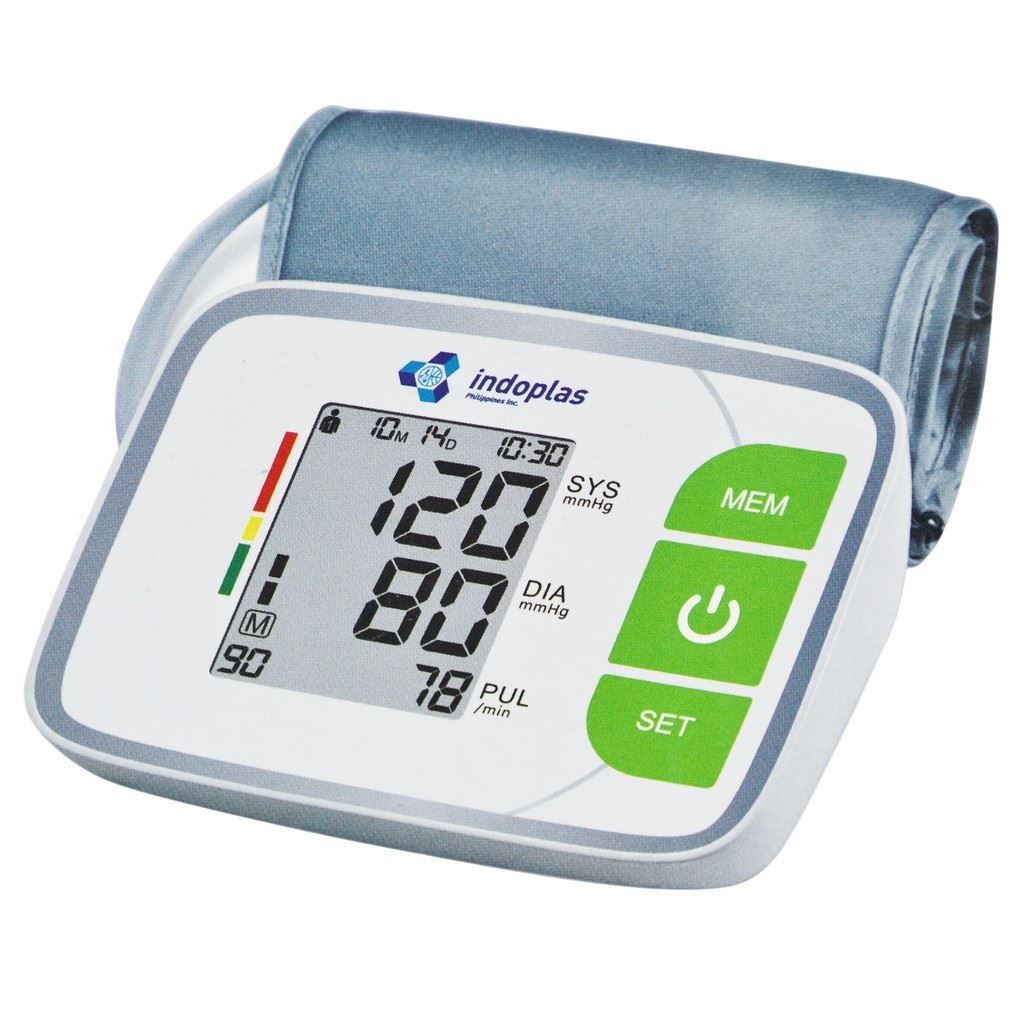 indoplas
Philippines Inc.
10M 14D 10:30
120 SYS
mmHg
80 DIA
mmHg
M
90
78 PUL
/min
MEM
SET